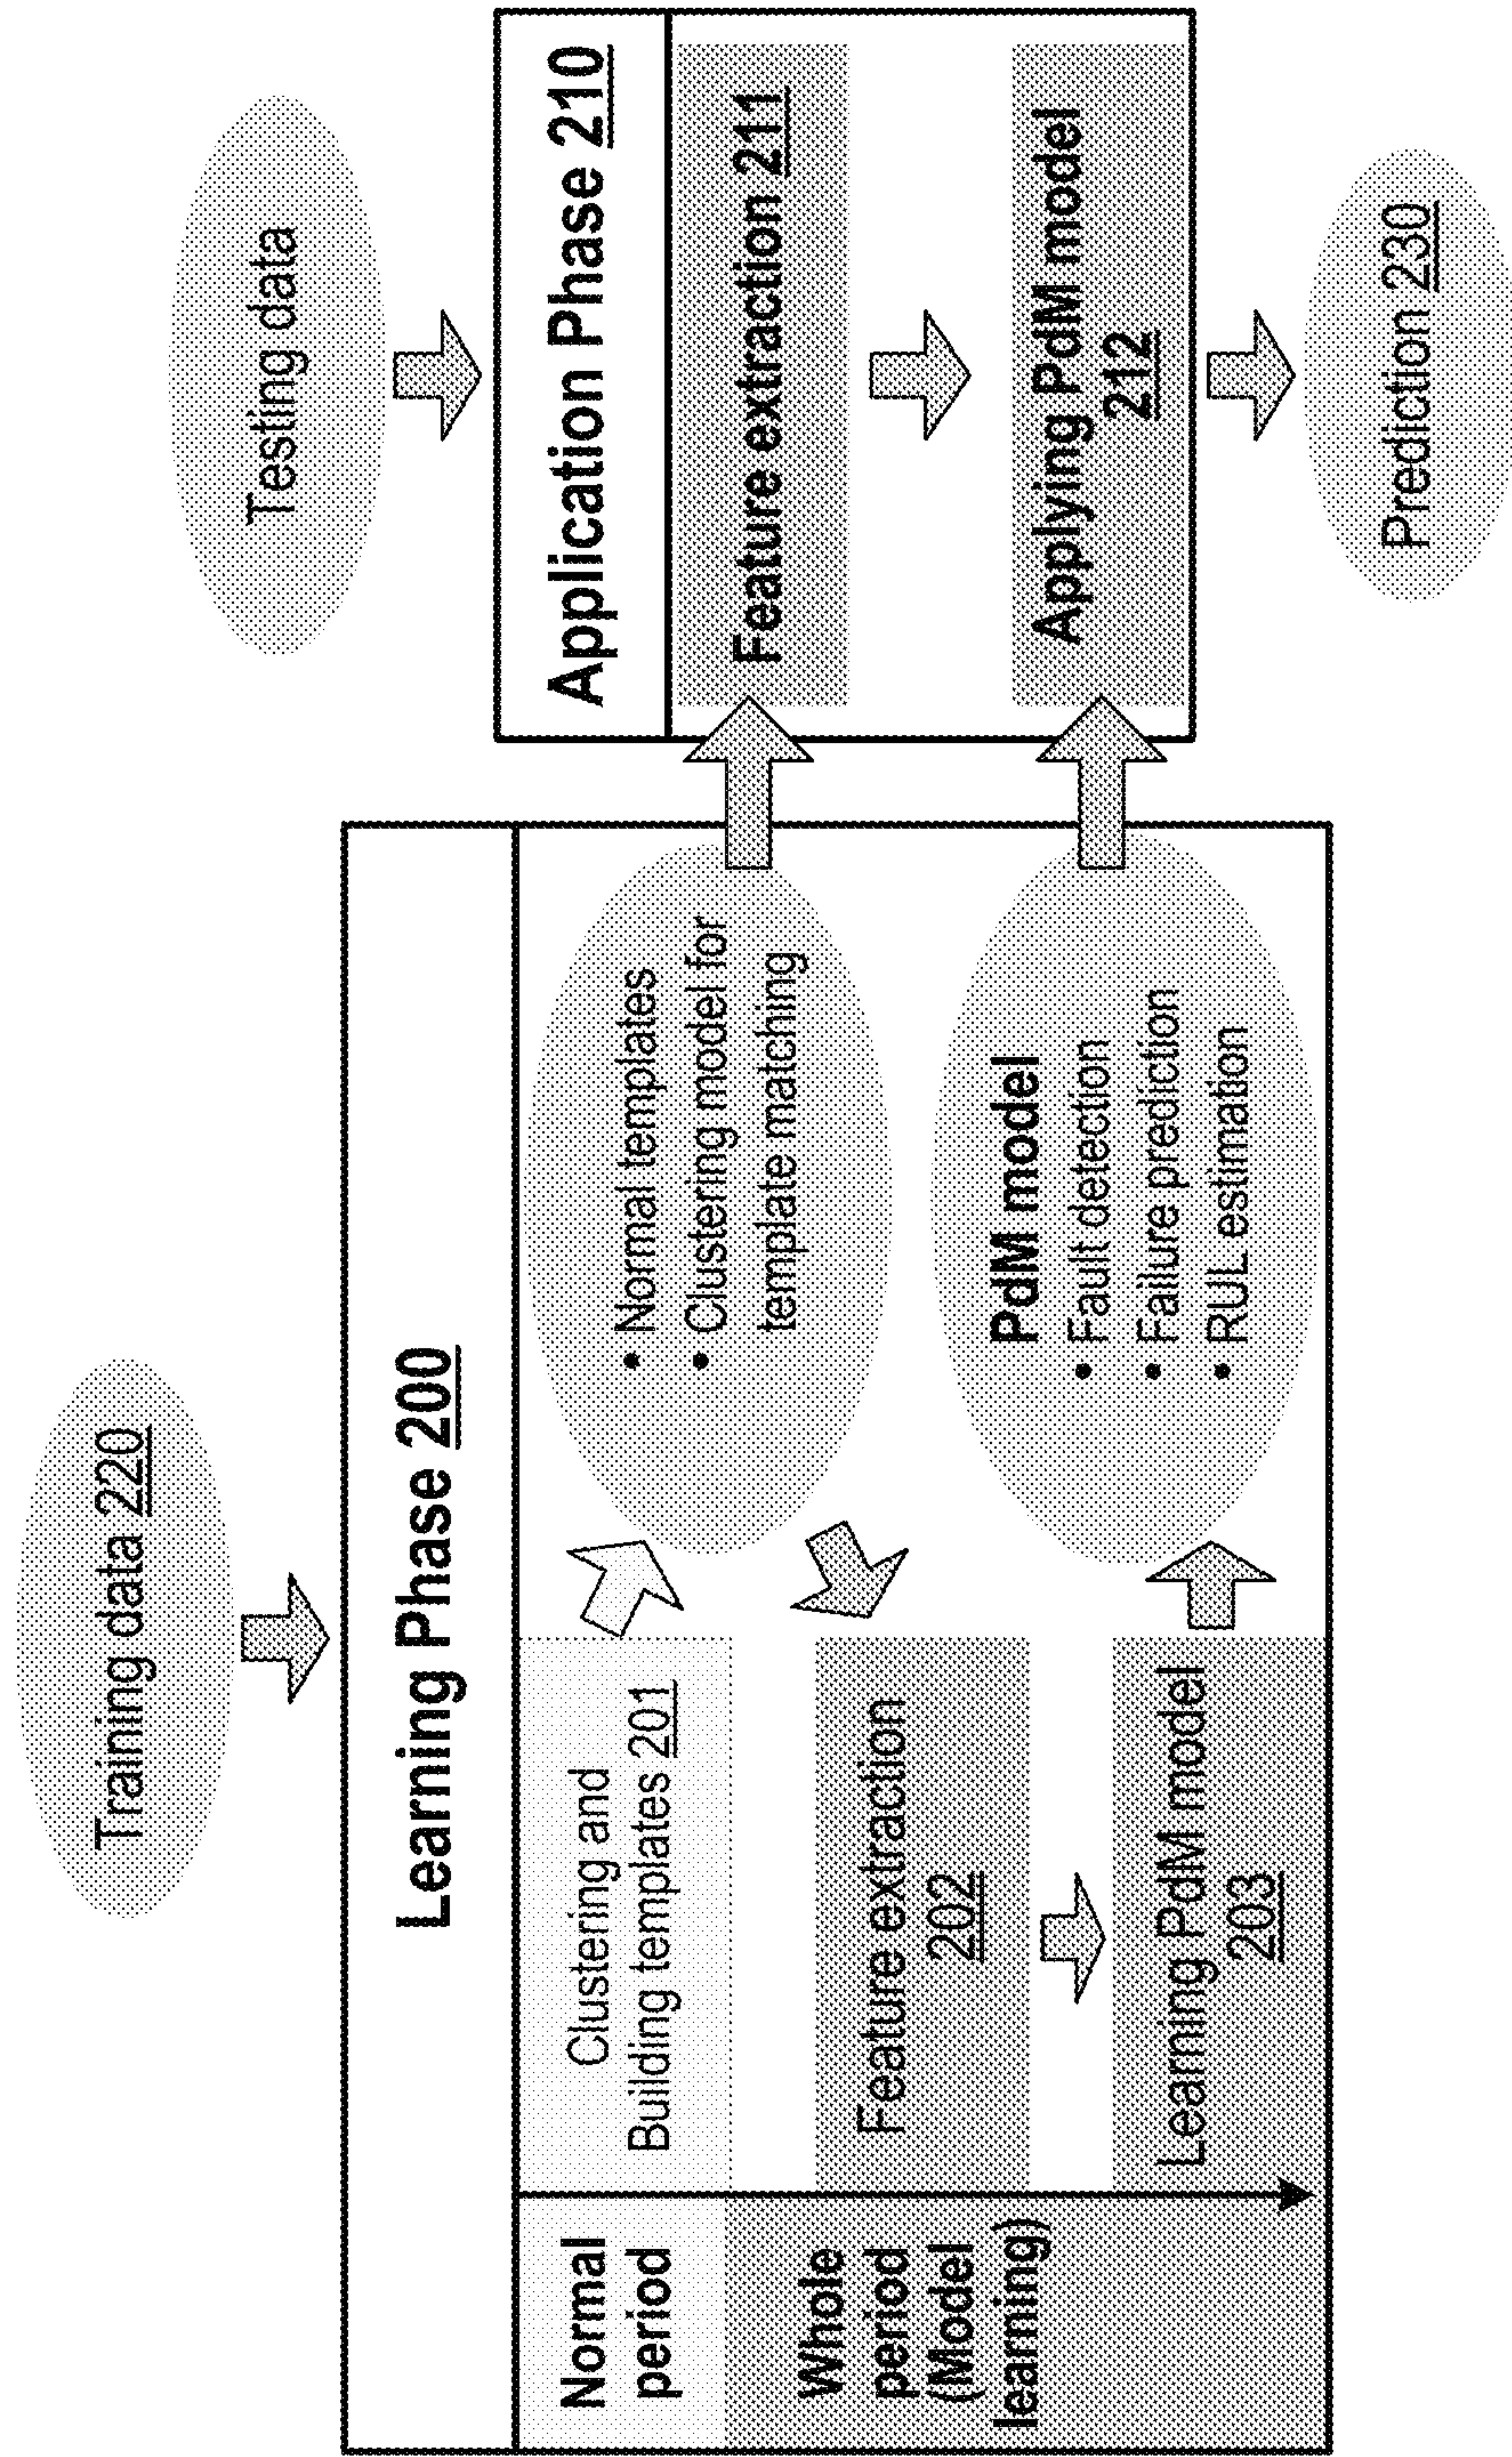 Training data 220
Learning Phase 200
Normal
period
Clustering and
Building templates 201
• Normal templates
• Clustering model for
template matching
Whole
period
(Model
learning)
Feature extraction
202
Learning PdM model
203
PdM model
• Fault detection
• Failure prediction
• RUL estimation
Testing data
Application Phase 210
Feature extraction 211
Applying PdM model
212
Prediction 230